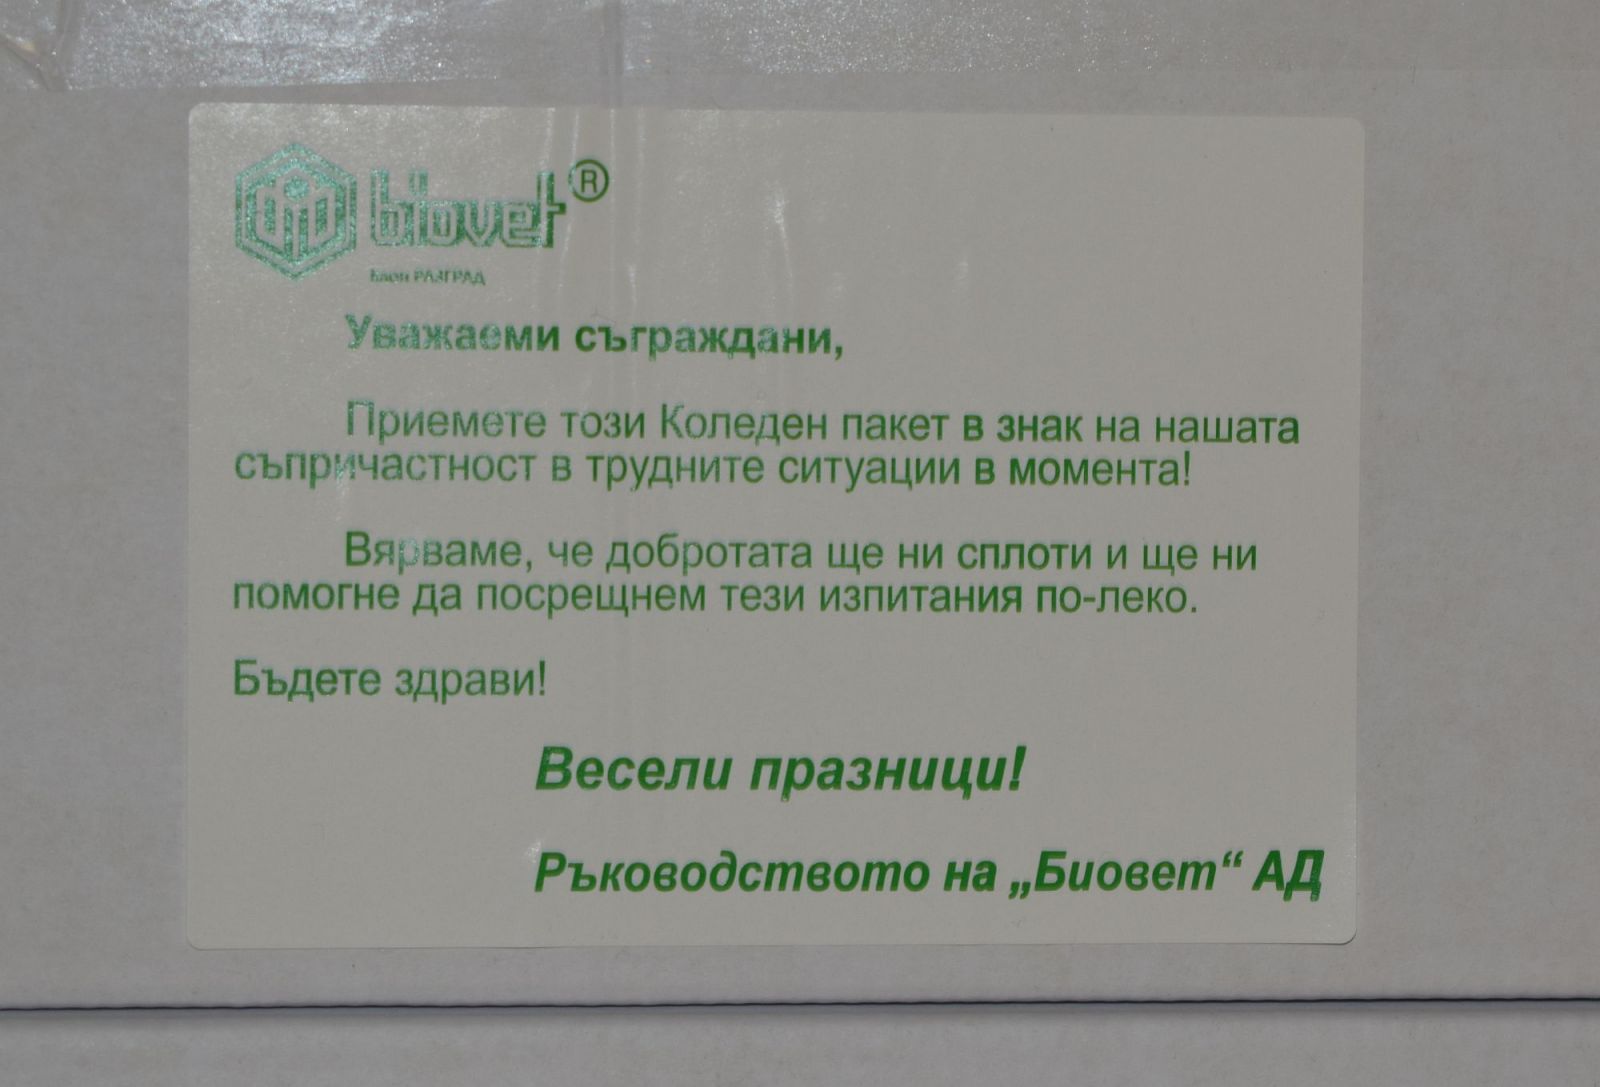 biovet®
РАЗГРАД
Уважаеми съграждани,
Приемете този Коледен пакет в знак на нашата
съпричастност в трудните ситуации в момента!
Вярваме, че добротата ще ни сплоти и ще ни
помогне да посрещнем тези изпитания по-леко.
Бъдете здрави!
Весели празници!
Ръководството на „Биовет“ АД